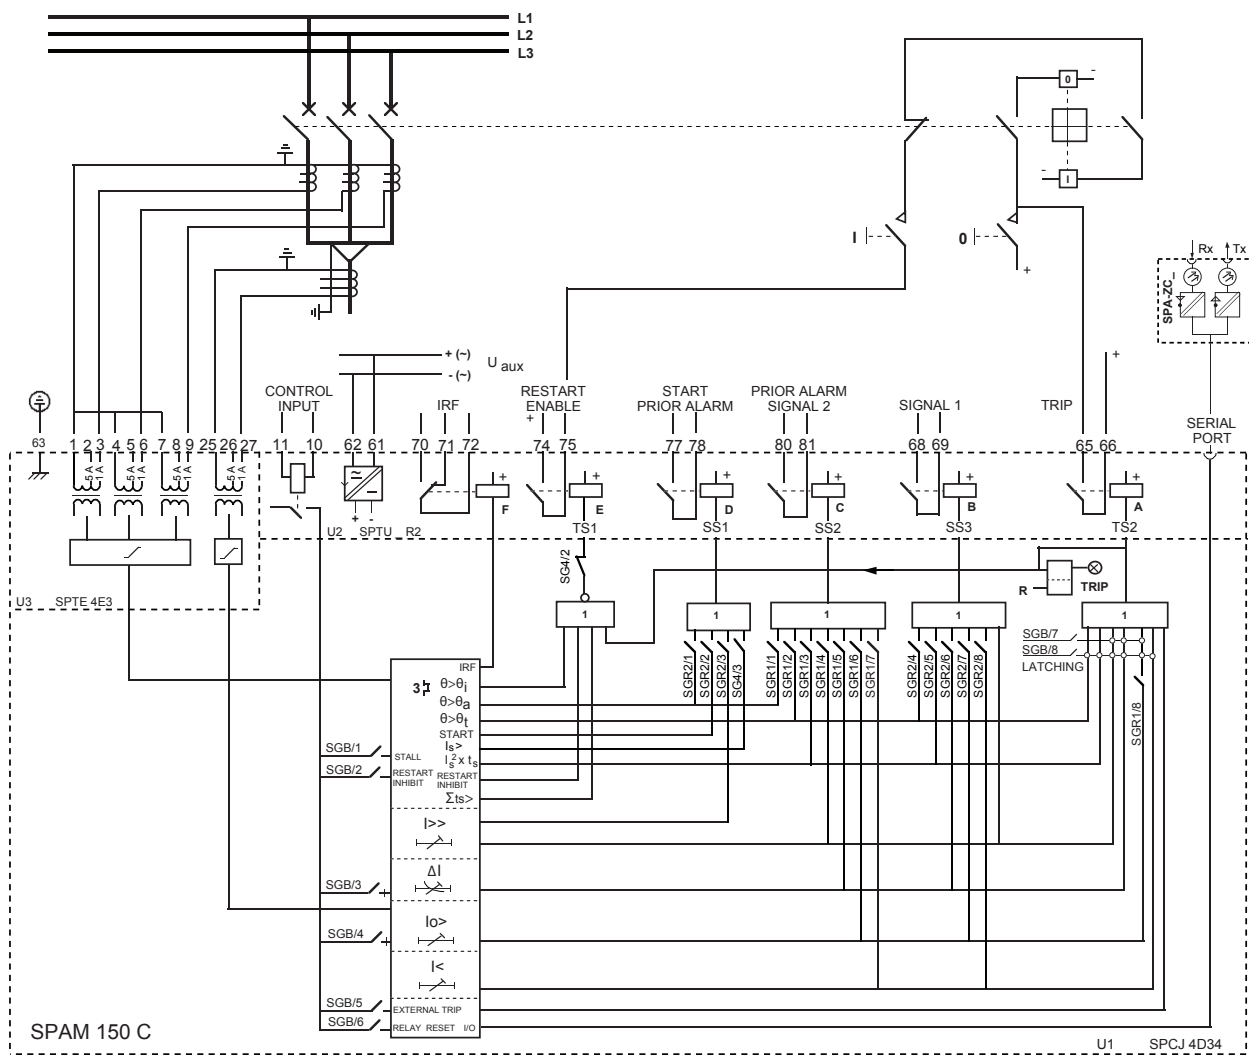 L1
L2
L3
0
-
-
I
I
0
+
Rx
Tx
SPA-ZC_
+ (~)
- (~)
U aux
+
CONTROL
INPUT
IRF
RESTART
ENABLE
+
START
PRIOR ALARM
PRIOR ALARM
SIGNAL 2
SIGNAL 1
TRIP
SERIAL
PORT
63
1
2
3
4
5
6
7
8
9
25
26
27
11
10
62
61
70
71
72
74
75
77
78
80
81
68
69
65
66
5 A
1 A
5 A
1 A
5 A
1 A
5 A
1 A
≃
+
-
+
F
+
E
+
D
+
C
+
B
+
A
U2 SPTU _R2
TS1
SS1
SS2
SS3
TS2
SG4/2
U3 SPTE 4E3
R
TRIP
1
1
1
1
1
SGB/7
SGB/8
LATCHING
SGR2/1
SGR2/2
SGR2/3
SG4/3
SGR1/1
SGR1/2
SGR1/3
SGR1/4
SGR1/5
SGR1/6
SGR1/7
SGR2/4
SGR2/5
SGR2/6
SGR2/7
SGR2/8
SGR1/8
IRF
3
θ>θi
θ>θa
θ>θt
START
Is>
Is² x ts
SGB/1
STALL
SGB/2
RESTART
INHIBIT
RESTART
INHIBIT
Σts>
I>>
ΔI
SGB/3
+
Io>
SGB/4
+
I<
SGB/5
EXTERNAL TRIP
SGB/6
RELAY RESET I/O
SPAM 150 C
U1 SPCJ 4D34